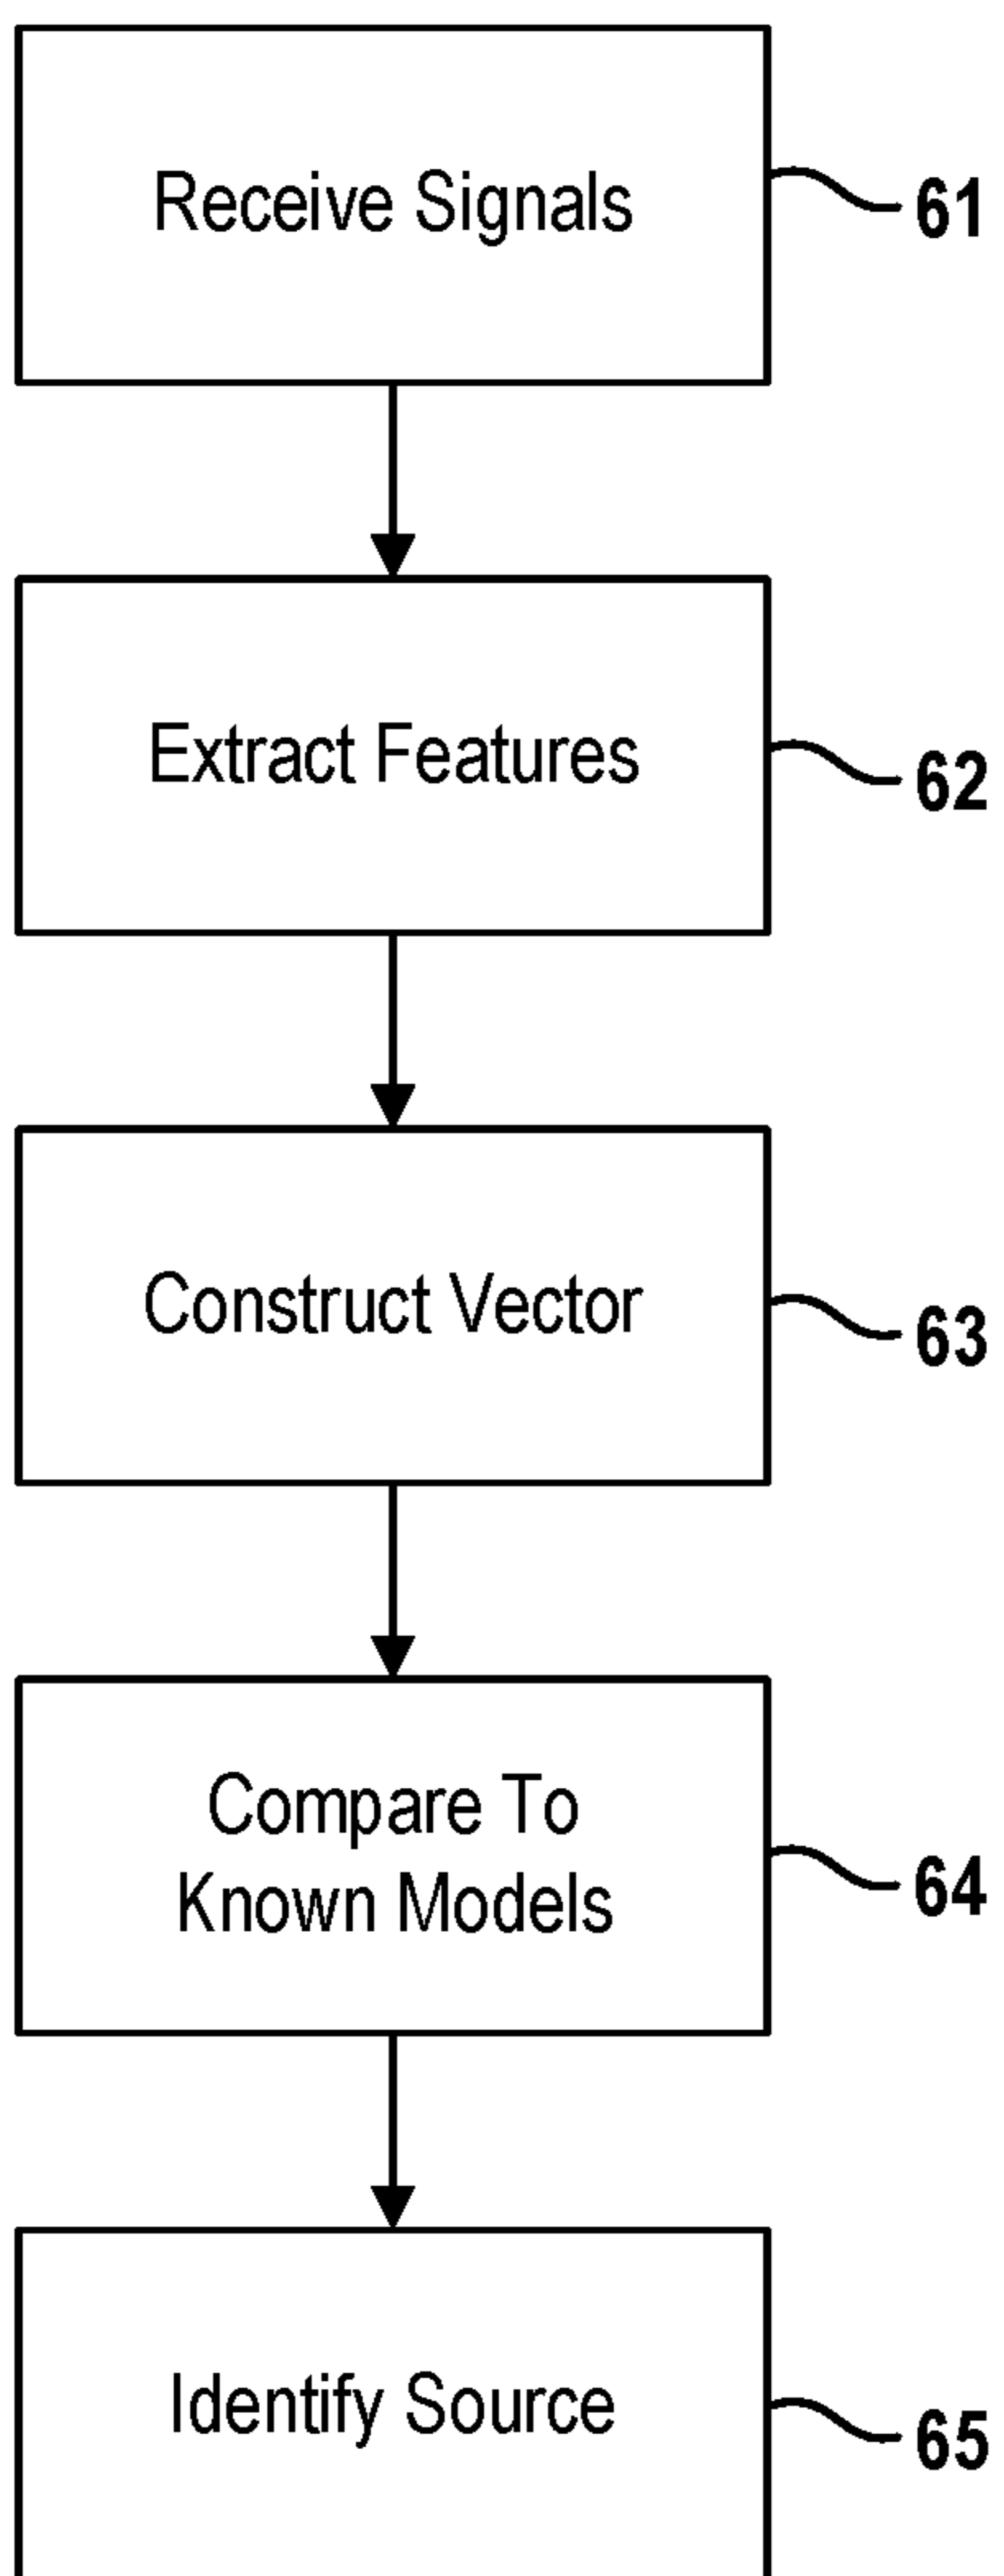 Receive Signals
61
Extract Features
62
Construct Vector
63
Compare To
Known Models
64
Identify Source
65